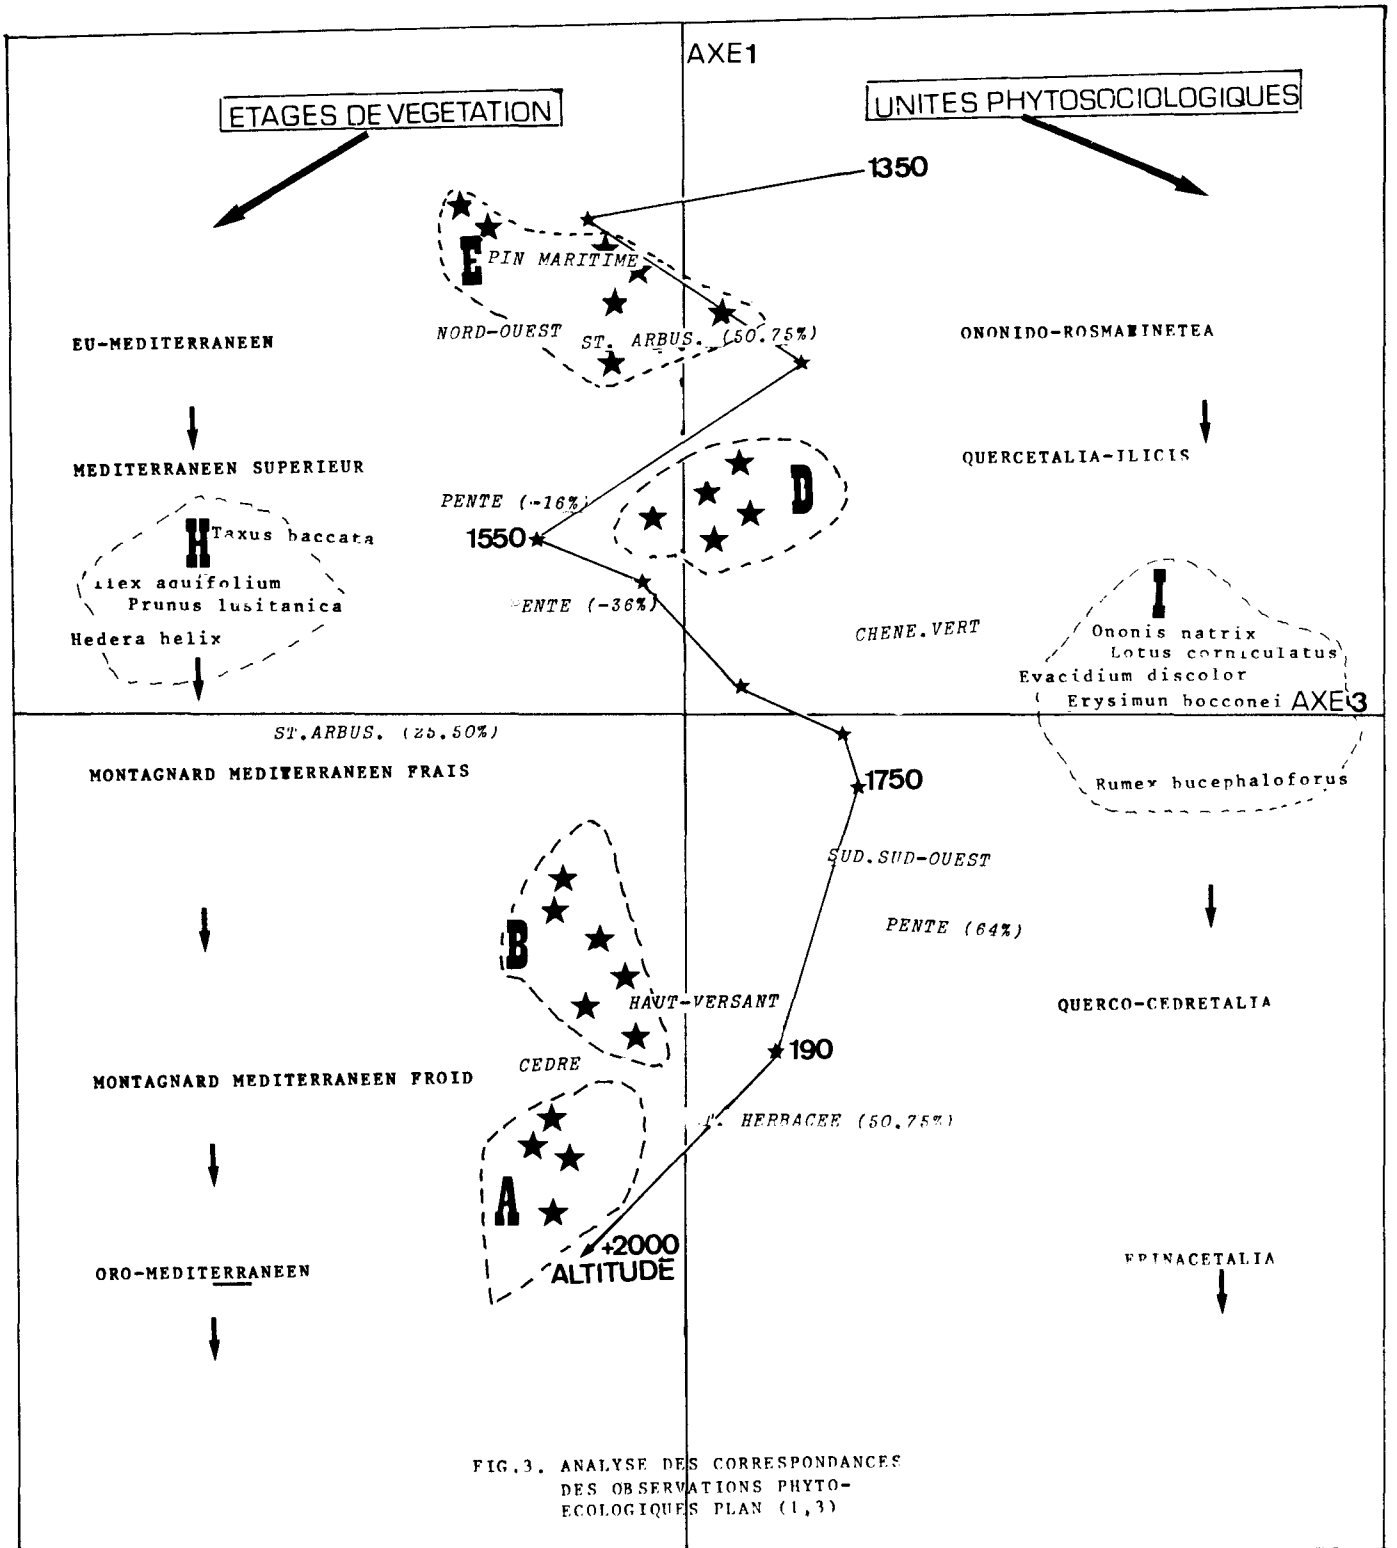 AXE1
ETAGES DE VEGETATION
UNITES PHYTOSOCIOLOGIQUES
1350
E
PIN MARITIME
NORD-OUEST
ST. ARBUS. (50.75%)
EU-MEDITERRANEEN
ONONIDO-ROSMARINETEA
MEDITERRANEEN SUPERIEUR
QUERCETALIA-ILICIS
D
PENTE (-16%)
1550
H
Taxus baccata
Ilex aquifolium
Prunus lusitanica
Hedera helix
PENTE (-36%)
CHENE.VERT
I
Ononis natrix
Lotus corniculatus
Evacidium discolor
Erysimun bocconei
AXE 3
ST.ARBUS. (25.50%)
MONTAGNARD MEDITERRANEEN FRAIS
1750
Rumex bucephaloforus
SUD.SUD-OUEST
B
PENTE (64%)
HAUT-VERSANT
QUERCO-CEDRETALIA
190
CEDRE
MONTAGNARD MEDITERRANEEN FROID
HERBACEE (50.75%)
A
+2000
ALTITUDE
ORO-MEDITERRANEEN
ERINACETALIA
FIG.3. ANALYSE DES CORRESPONDANCES
DES OBSERVATIONS PHYTO-
ECOLOGIQUES PLAN (1,3)